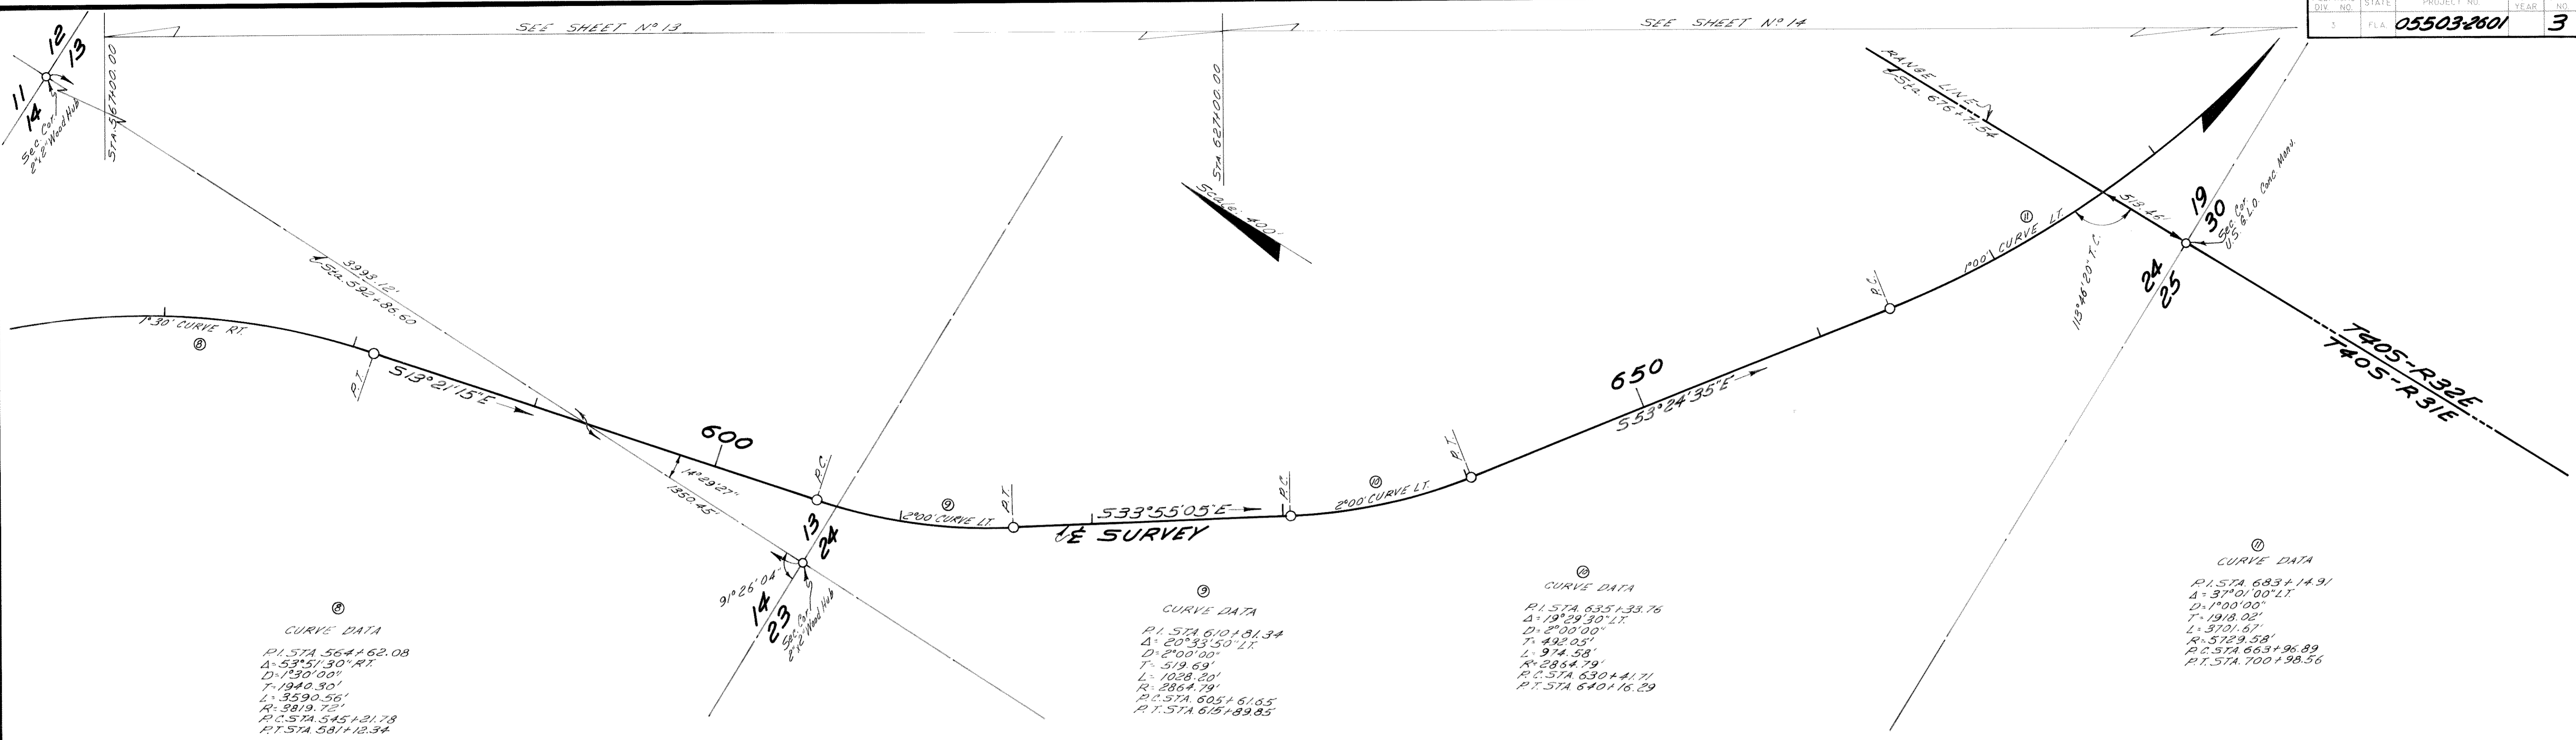 SEE SHEET Nº 13
SEE SHEET Nº 14
DIV. NO.
STATE
PROJECT NO.
YEAR
NO.
3
FLA.
05503-2601
3
12
13
11
14
Sec. Cor.
2"x2" Wood Hub
STA. 567+00.00
STA. 627+00.00
Scale: 400'
RANGE LINE
℄ Sta. 676+71.54
513.46'
19
30
Sec. Cor.
U.S. G.L.O. Conc. Monu.
24
25
113°46'20" T.C.
T40S-R32E
T40S-R31E
3993.12'
℄ Sta. 592+86.60
1°30' CURVE RT.
8
P.T.
S13°21'15"E
600
14°29'27"
1350.45'
P.C.
13
24
14
23
91°26'04"
Sec. Cor.
2"x2" Wood Hub
9
2°00' CURVE LT.
P.T.
S33°55'05"E
℄ SURVEY
P.C.
10
2°00' CURVE LT.
P.T.
650
S53°24'35"E
P.C.
11
1°00' CURVE LT.
8
CURVE DATA
P.I. STA. 564+62.08
Δ=53°51'30" RT.
D=1°30'00"
T=1940.30'
L=3590.56'
R=3819.72'
P.C. STA. 545+21.78
P.T. STA. 581+12.34
9
CURVE DATA
P.I. STA. 610+81.34
Δ=20°33'50" LT.
D=2°00'00"
T=519.69'
L=1028.20'
R=2864.79'
P.C. STA. 605+61.65
P.T. STA. 615+89.85
10
CURVE DATA
P.I. STA. 635+33.76
Δ=19°29'30" LT.
D=2°00'00"
T=492.05'
L=974.58'
R=2864.79'
P.C. STA. 630+41.71
P.T. STA. 640+16.29
11
CURVE DATA
P.I. STA. 683+14.91
Δ=37°01'00" LT.
D=1°00'00"
T=1918.02'
L=3701.67'
R=5729.58'
P.C. STA. 663+96.89
P.T. STA. 700+98.56